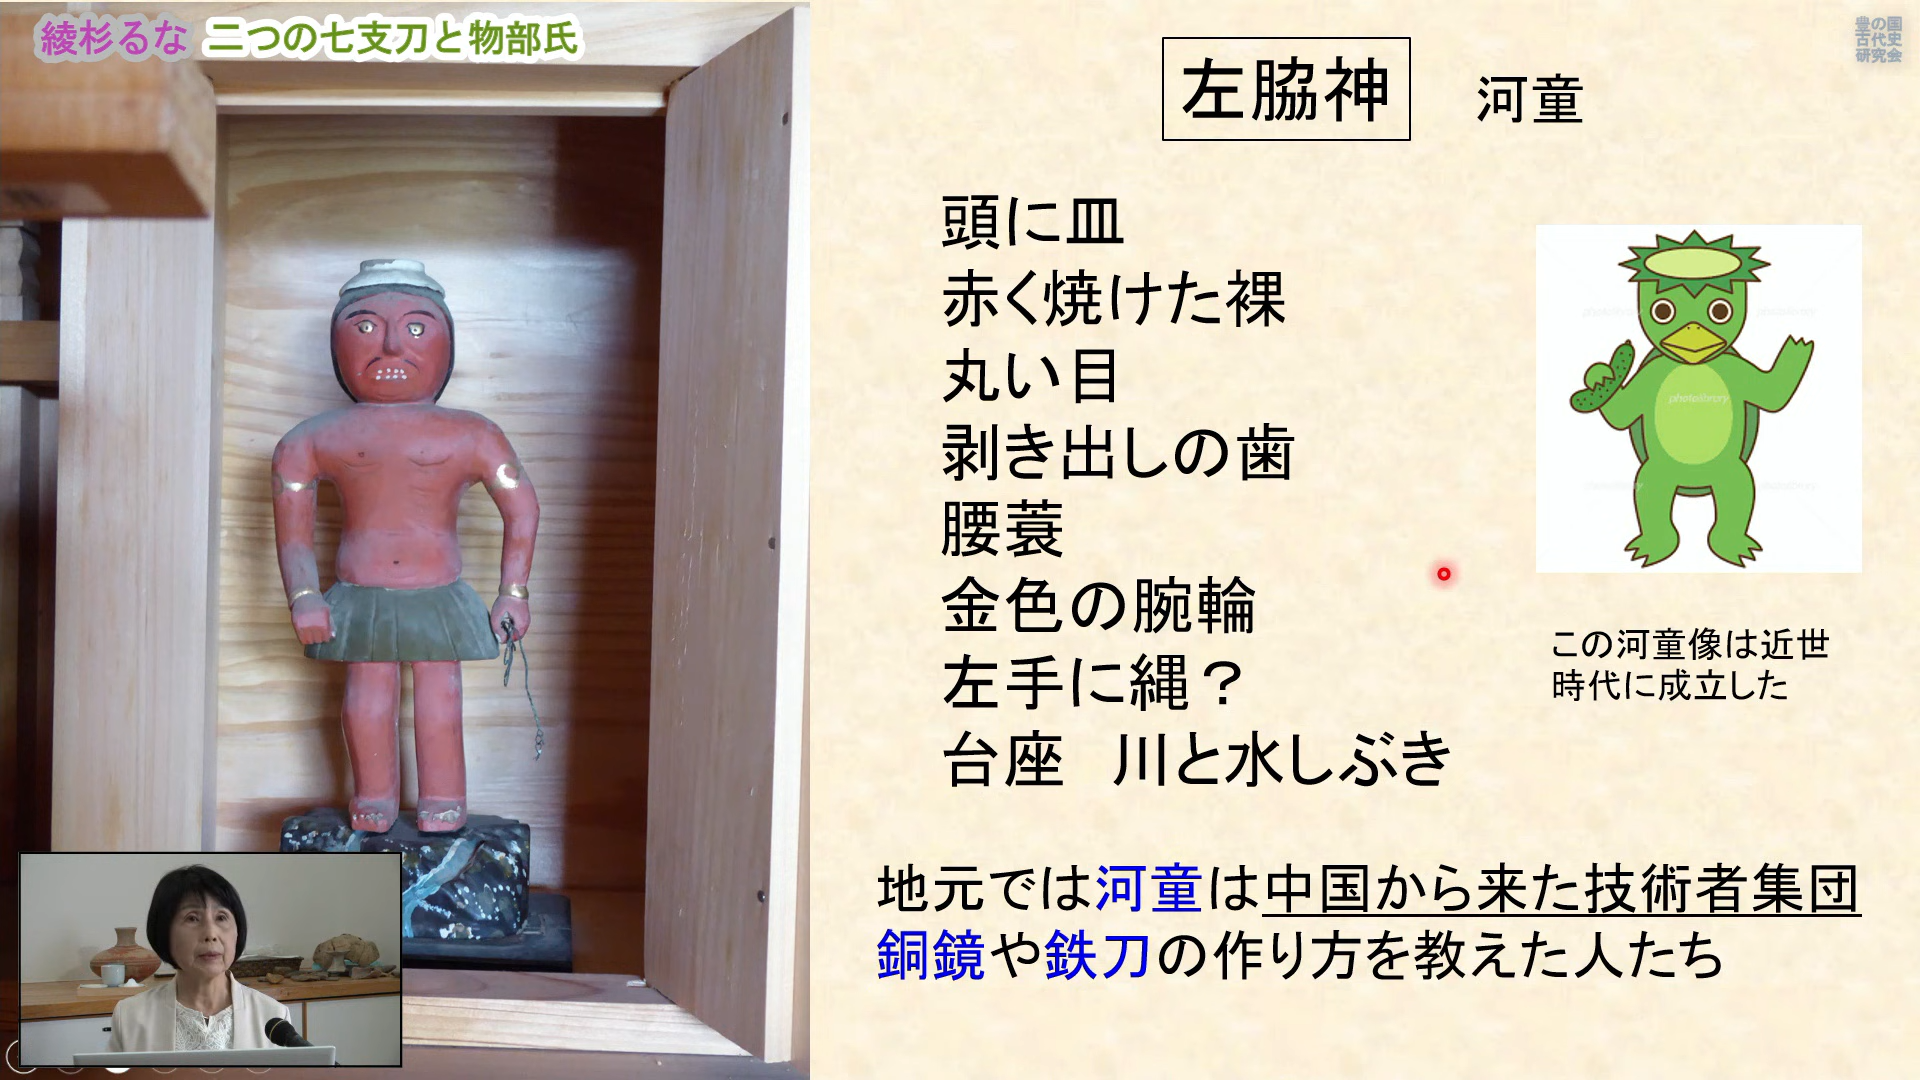 綾杉るな 二つの七支刀と物部氏
豊の国
古代史
研究会
左脇神 河童
頭に皿
赤く焼けた裸
丸い目
剥き出しの歯
腰蓑
金色の腕輪
左手に縄？
台座 川と水しぶき
photolibrary
この河童像は近世
時代に成立した
地元では河童は中国から来た技術者集団
銅鏡や鉄刀の作り方を教えた人たち